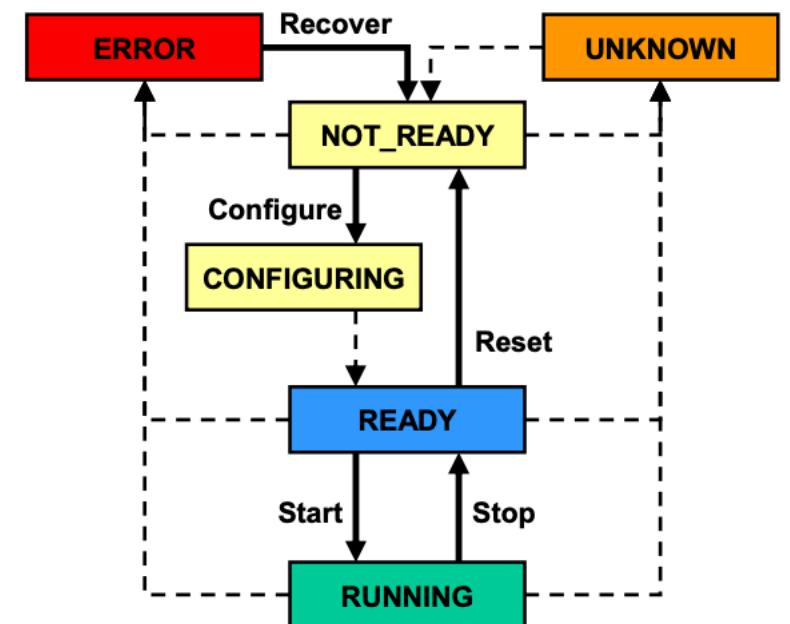 Recover
ERROR
UNKNOWN
NOT_READY
Configure
CONFIGURING
Reset
READY
Start
Stop
RUNNING